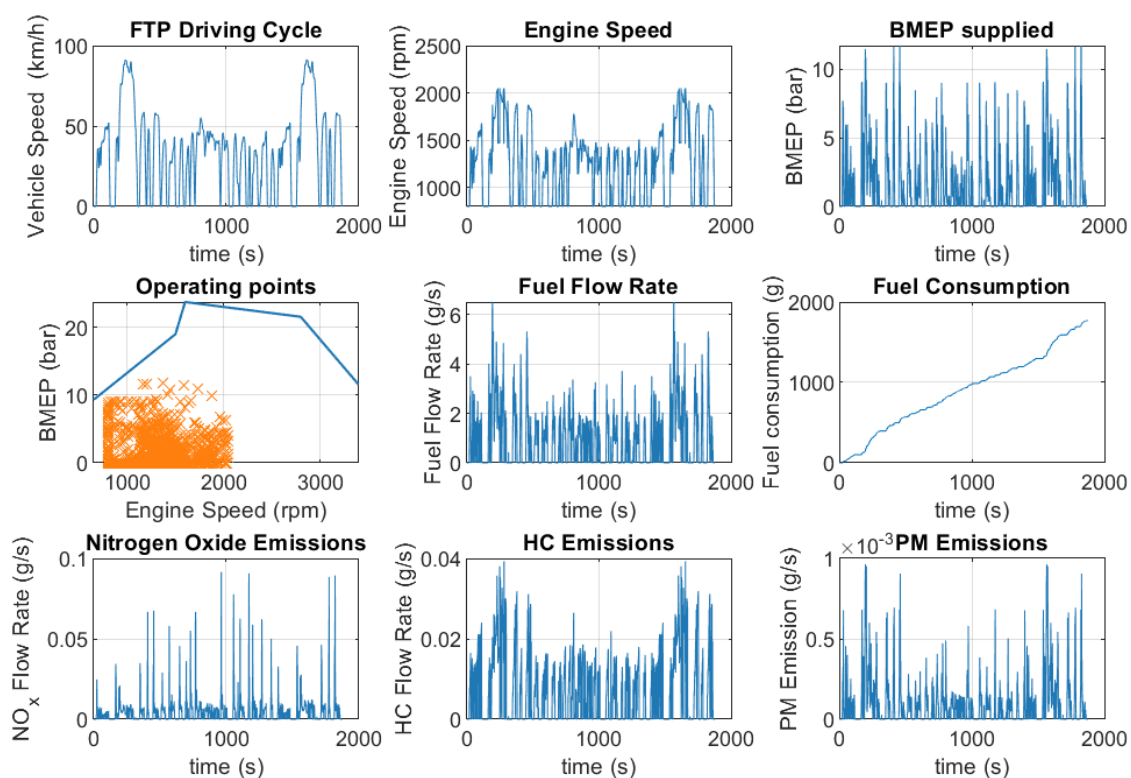 FTP Driving Cycle
Vehicle Speed (km/h)
100
50
0
0 1000 2000
time (s)
Engine Speed
Engine Speed (rpm)
2500
2000
1500
1000
0 1000 2000
time (s)
BMEP supplied
BMEP (bar)
10
5
0
0 1000 2000
time (s)
Operating points
BMEP (bar)
20
10
0
1000 2000 3000
Engine Speed (rpm)
Fuel Flow Rate
Fuel Flow Rate (g/s)
6
4
2
0
0 1000 2000
time (s)
Fuel Consumption
Fuel consumption (g)
2000
1000
0
0 1000 2000
time (s)
Nitrogen Oxide Emissions
NOx Flow Rate (g/s)
0.1
0.05
0
0 1000 2000
time (s)
HC Emissions
HC Flow Rate (g/s)
0.04
0.02
0
0 1000 2000
time (s)
×10-3 PM Emissions
PM Emission (g/s)
1
0.5
0
0 1000 2000
time (s)